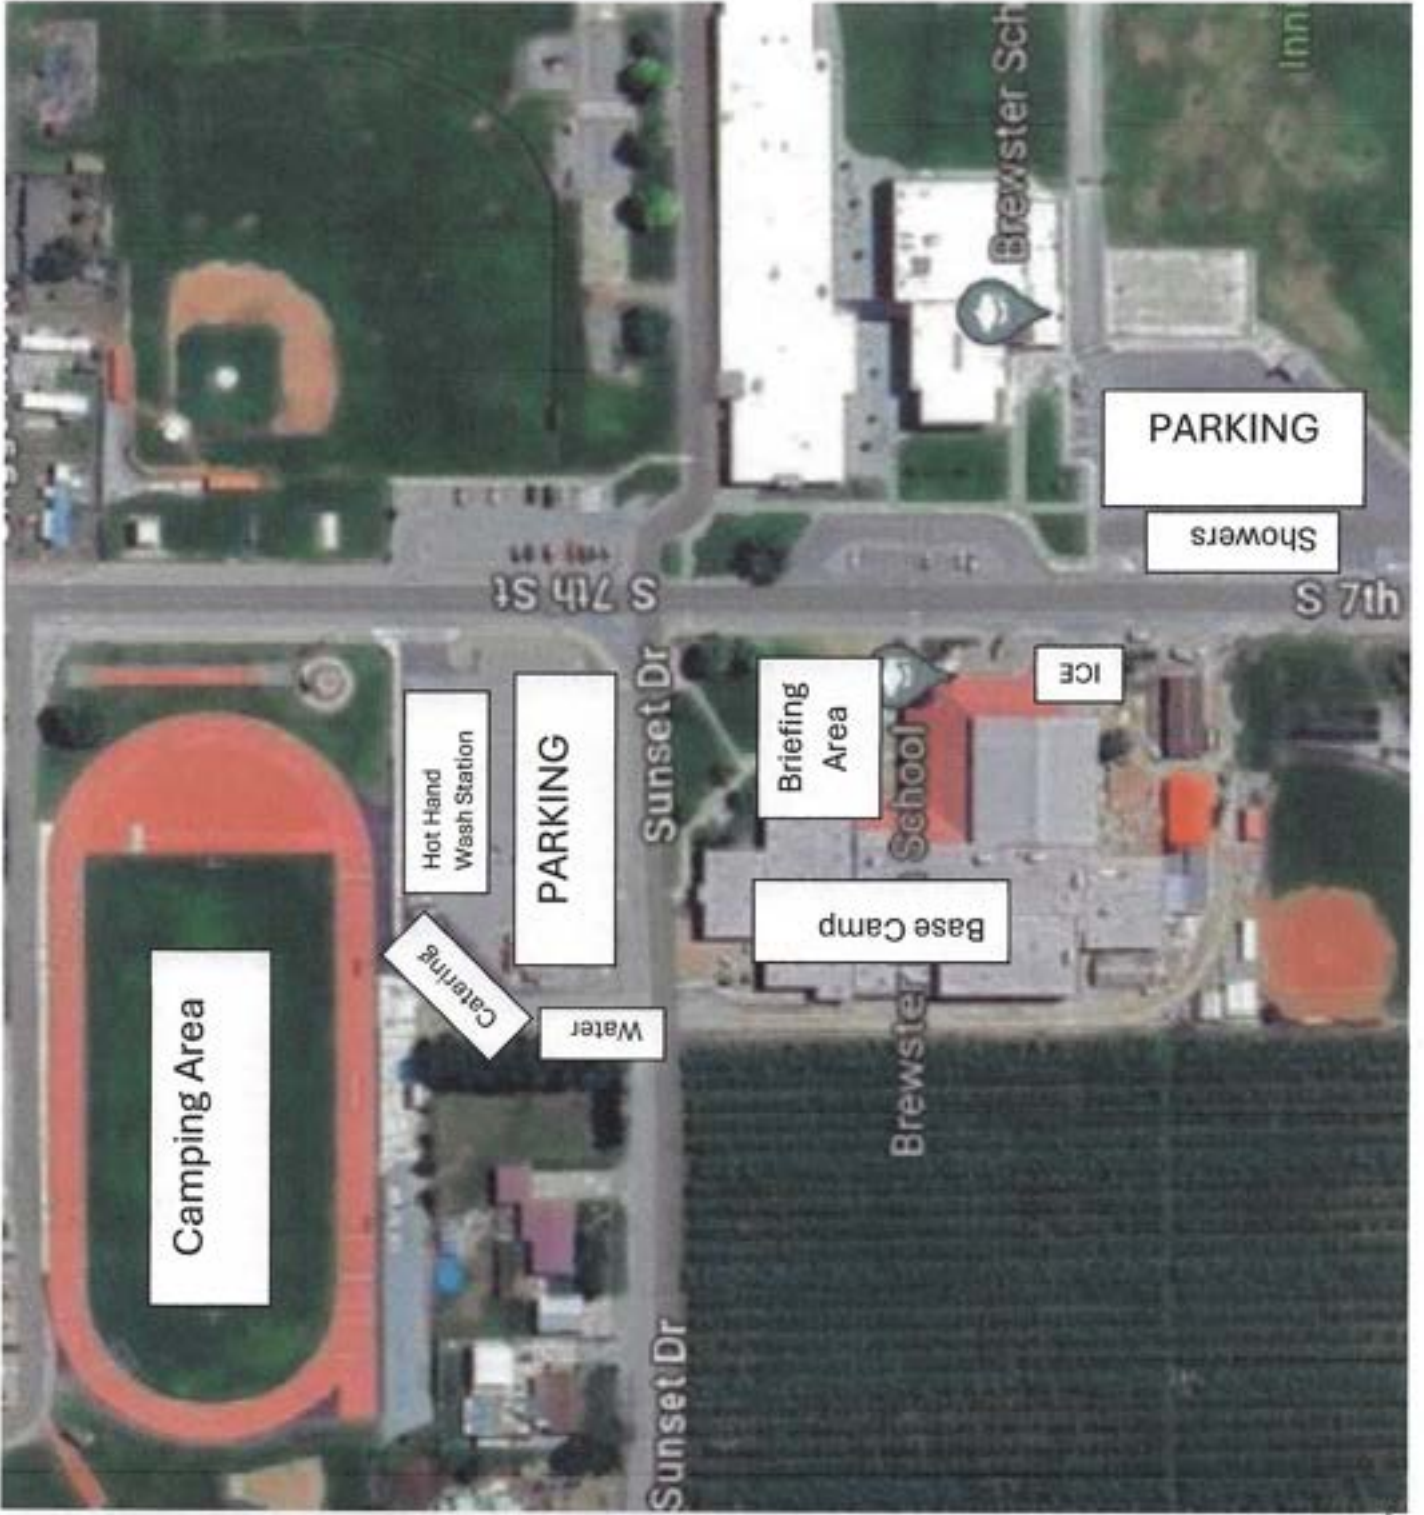 Brewster Sch
Inn
PARKING
Showers
S 7th St
S 7th
Sunset Dr
ICE
Briefing
Area
Hot Hand
Wash Station
PARKING
School
Base Camp
Catering
Water
Brewster
Camping Area
Sunset Dr